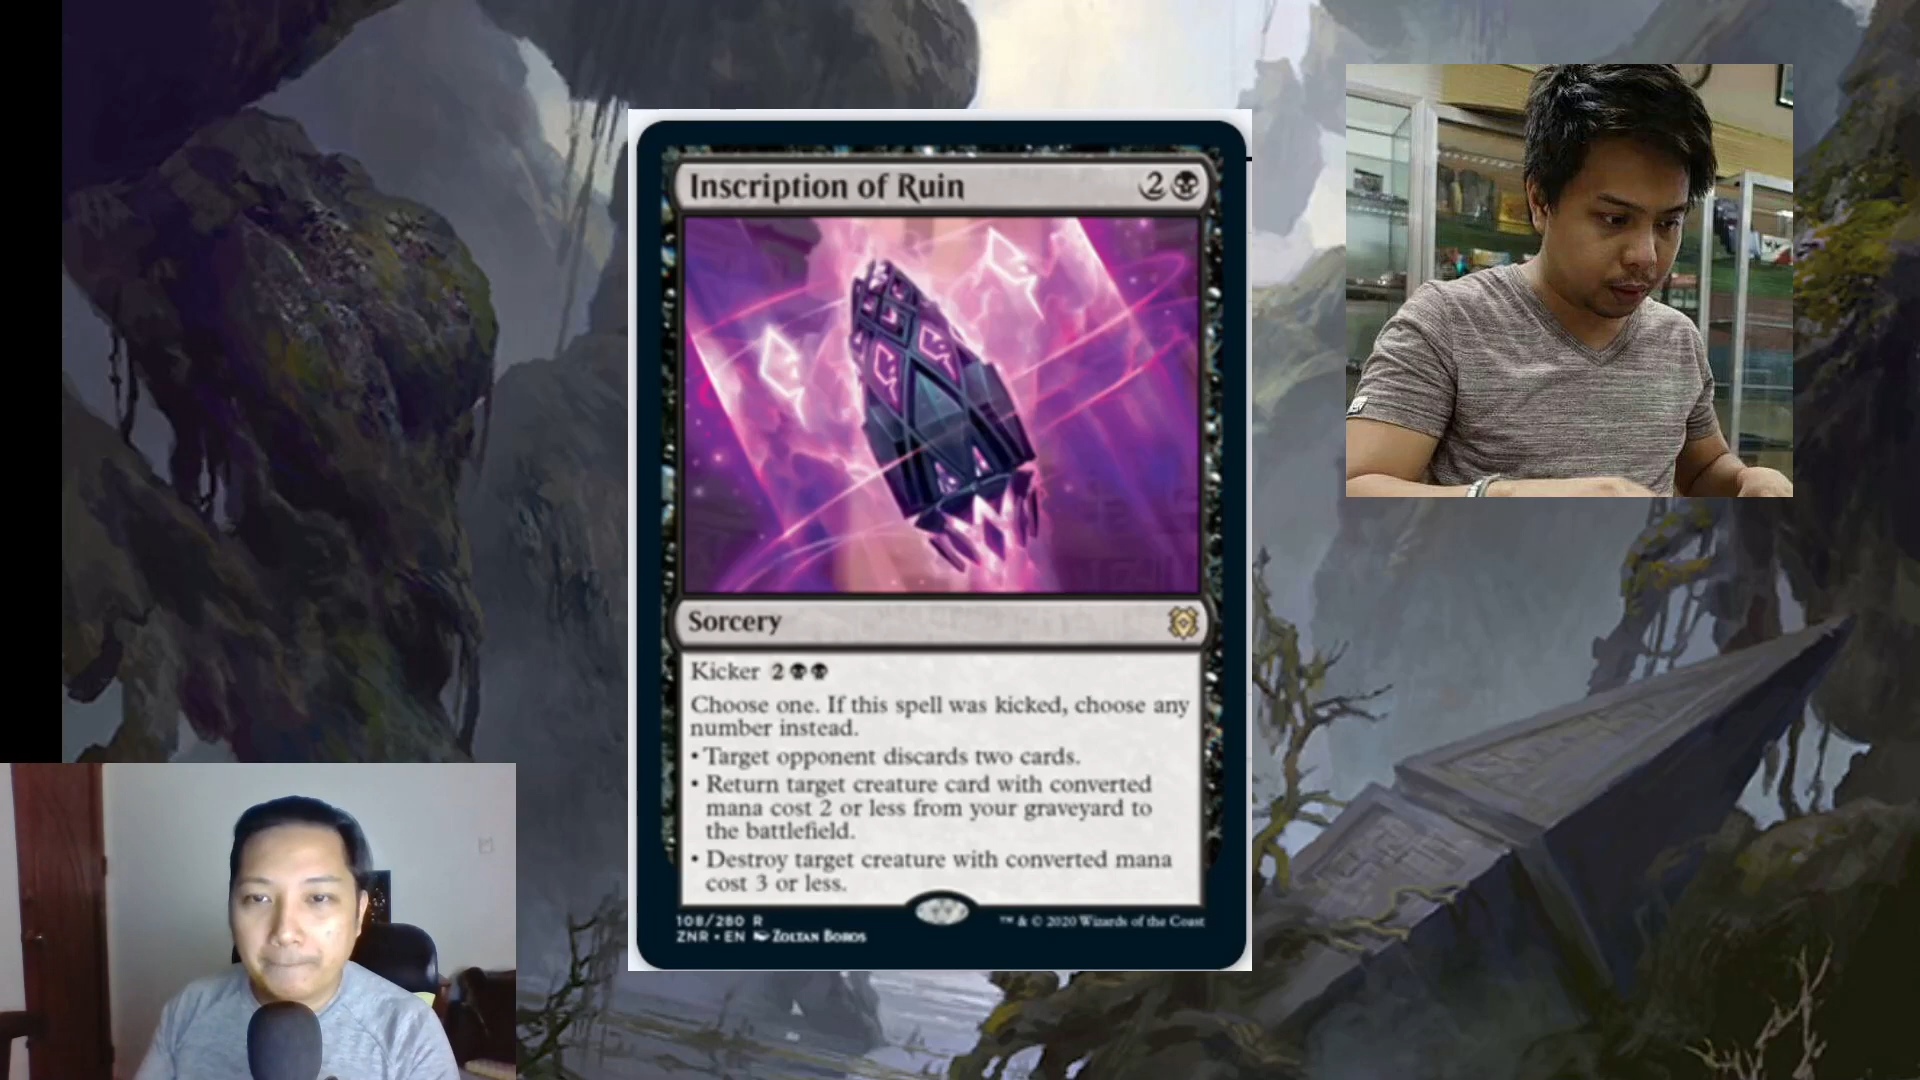 Inscription of Ruin 2
Sorcery
Kicker 2
Choose one. If this spell was kicked, choose any
number instead.
• Target opponent discards two cards.
• Return target creature card with converted
mana cost 2 or less from your graveyard to
the battlefield.
• Destroy target creature with converted mana
cost 3 or less.
108/280 R
ZNR • EN Zoltan Boros
™ & © 2020 Wizards of the Coast